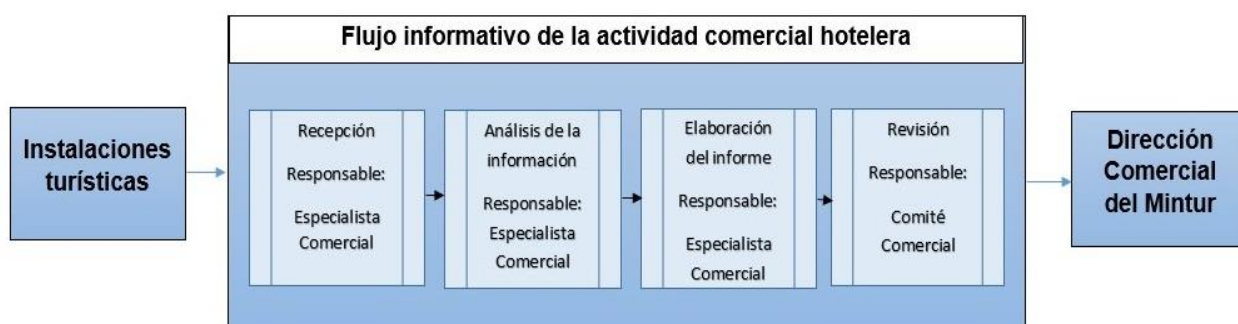 Flujo informativo de la actividad comercial hotelera
Instalaciones
turísticas
Recepción
Responsable:
Especialista
Comercial
Análisis de la
información
Responsable:
Especialista
Comercial
Elaboración
del informe
Responsable:
Especialista
Comercial
Revisión
Responsable:
Comité
Comercial
Dirección
Comercial
del Mintur